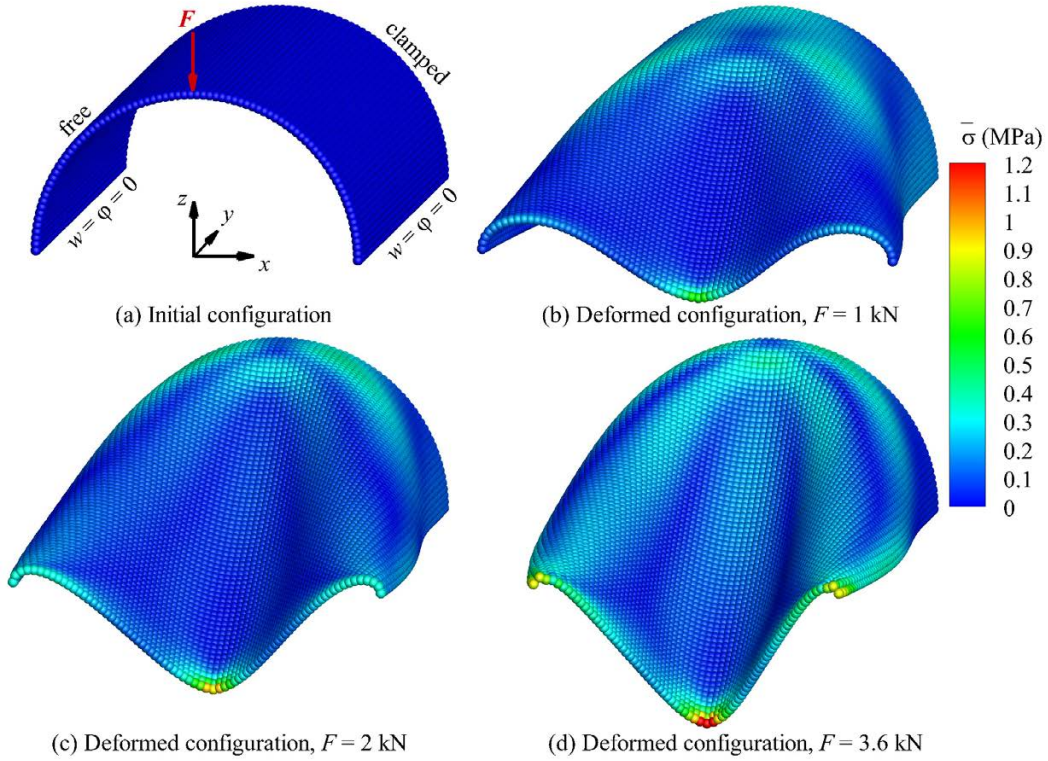 F
clamped
free
w = φ = 0
w = φ = 0
z
y
x
(a) Initial configuration
(b) Deformed configuration, F = 1 kN
σ̅ (MPa)
1.2
1.1
1
0.9
0.8
0.7
0.6
0.5
0.4
0.3
0.2
0.1
0
(c) Deformed configuration, F = 2 kN
(d) Deformed configuration, F = 3.6 kN